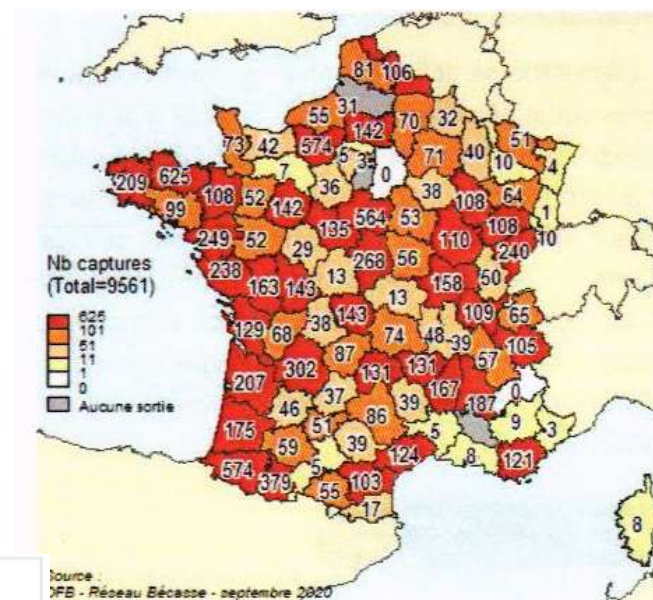 81 106
31
55 142 70 32
574 71 40 51
73 42 5 3 10 4
7 0
36 38 64
209 625 108 52 142 108 1
99 135 564 53 108 10
249 52 110 240
29 268 56
238 13 158 50
163 143 13
129 68 38 143 109 65
74 48 39 105
87 57
207 302 131 131
167
37 0
46 86 39 187
175 51 9 3
59 39 5
574 379 5 124 8 121
55 103
17
8
Nb captures
(Total=9561)
625
101
51
11
1
0
Aucune sortie
Source :
OFB - Réseau Bécasse - septembre 2020